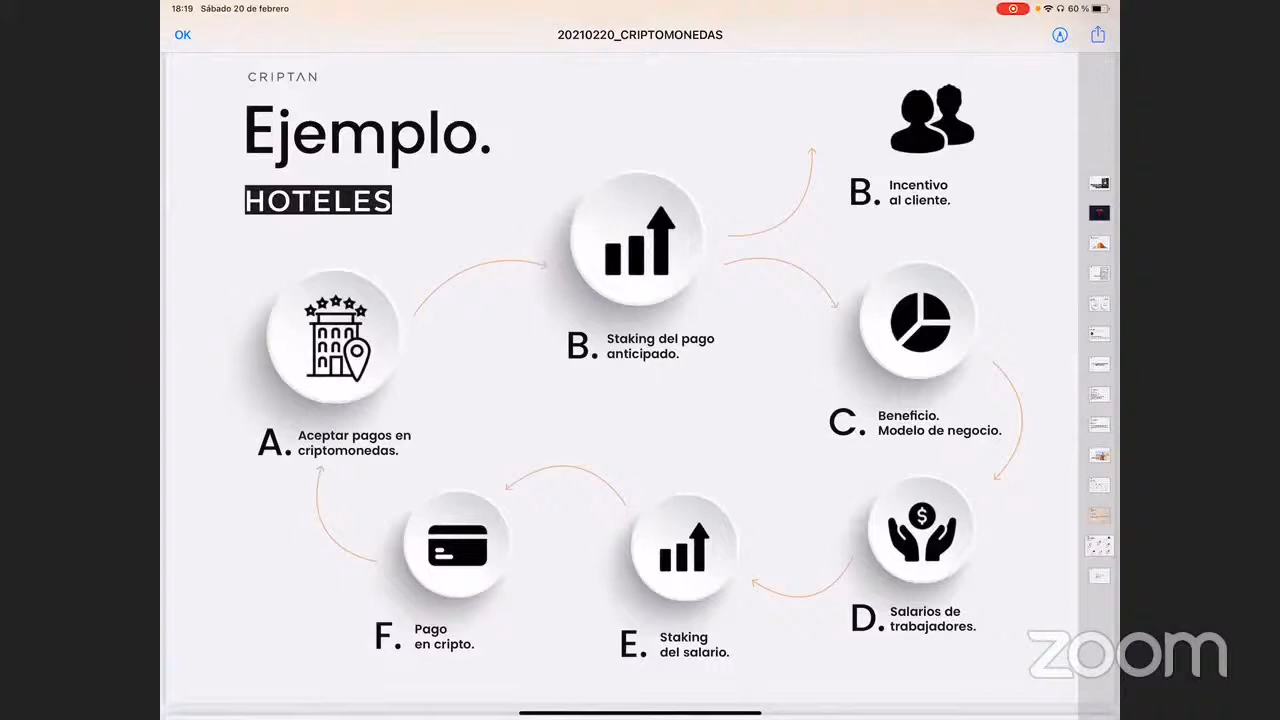 18:19 Sábado 20 de febrero
60 %
OK
20210220_CRIPTOMONEDAS
CRIPTAN
Ejemplo.
HOTELES
B. Incentivo
al cliente.
B. Staking del pago
anticipado.
A. Aceptar pagos en
criptomonedas.
C. Beneficio.
Modelo de negocio.
D. Salarios de
trabajadores.
E. Staking
del salario.
F. Pago
en cripto.
zoom